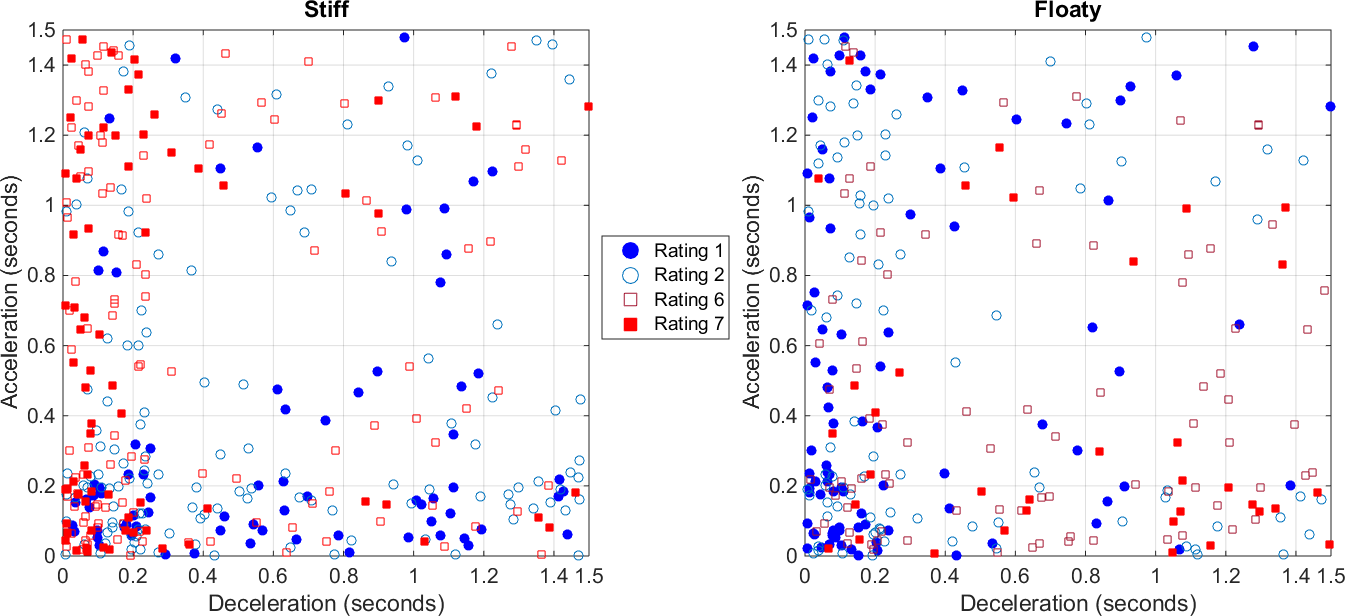 Stiff
Floaty
1.5
1.4
1.2
1
0.8
0.6
0.4
0.2
0
Acceleration (seconds)
0 0.2 0.4 0.6 0.8 1 1.2 1.4 1.5
Deceleration (seconds)
Rating 1
Rating 2
Rating 6
Rating 7
1.5
1.4
1.2
1
0.8
0.6
0.4
0.2
0
Acceleration (seconds)
0 0.2 0.4 0.6 0.8 1 1.2 1.4 1.5
Deceleration (seconds)